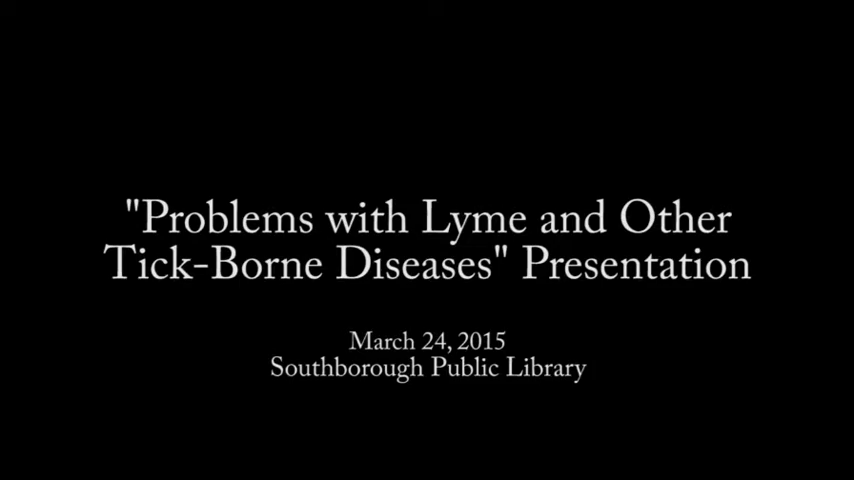 "Problems with Lyme and Other
Tick-Borne Diseases" Presentation
March 24, 2015
Southborough Public Library